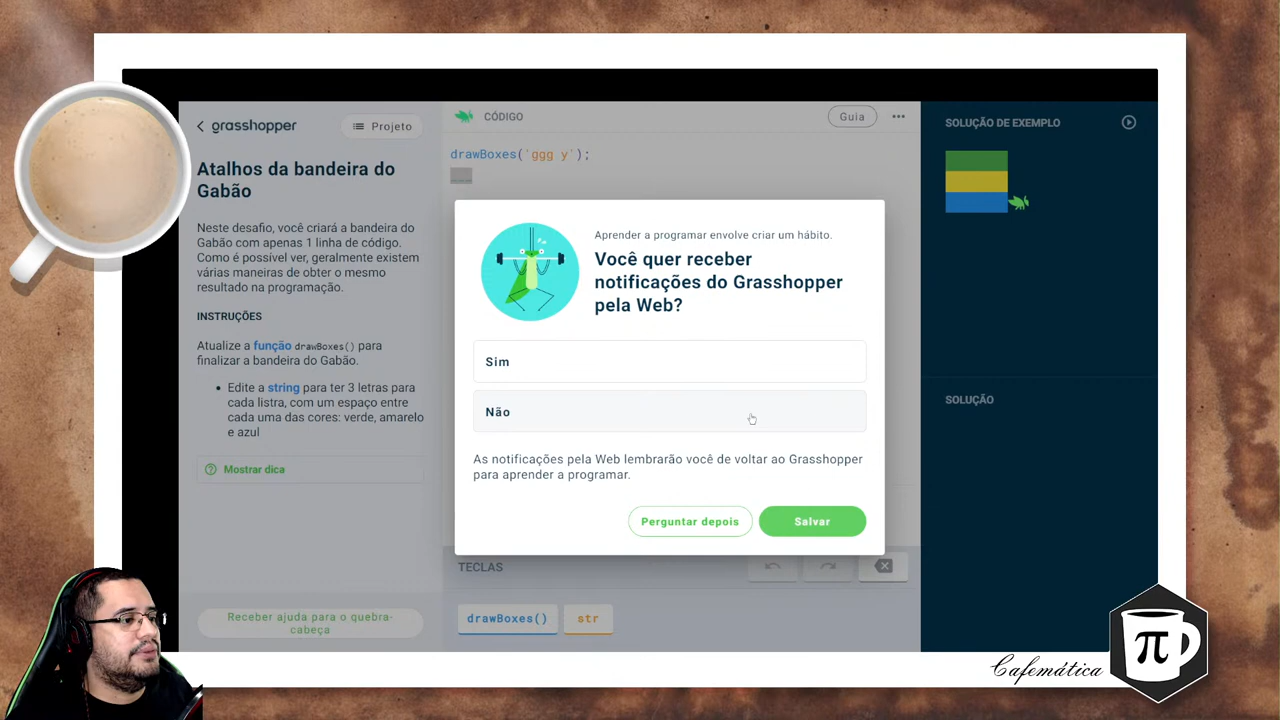 grasshopper
Projeto
Atalhos da bandeira do
Gabão
Neste desafio, você criará a bandeira do
Gabão com apenas 1 linha de código.
Como é possível ver, geralmente existem
várias maneiras de obter o mesmo
resultado na programação.
INSTRUÇÕES
Atualize a função drawBoxes() para
finalizar a bandeira do Gabão.
• Edite a string para ter 3 letras para
cada listra, com um espaço entre
cada uma das cores: verde, amarelo
e azul
Mostrar dica
Receber ajuda para o quebra-
cabeça
CÓDIGO
Guia
drawBoxes('ggg y');
Aprender a programar envolve criar um hábito.
Você quer receber
notificações do Grasshopper
pela Web?
Sim
Não
As notificações pela Web lembrarão você de voltar ao Grasshopper
para aprender a programar.
Perguntar depois
Salvar
TECLAS
drawBoxes()
str
SOLUÇÃO DE EXEMPLO
SOLUÇÃO
Cafemática
π